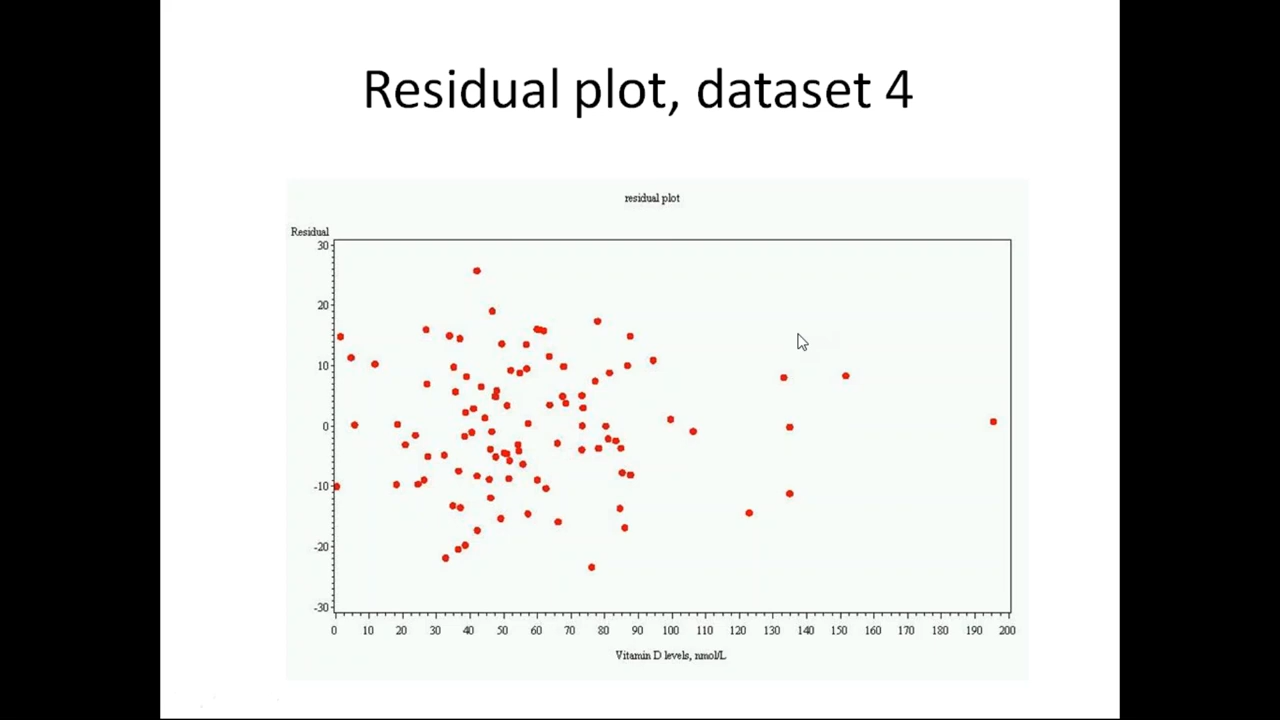 Residual plot, dataset 4
residual plot
Residual
30
20
10
0
-10
-20
-30
0 10 20 30 40 50 60 70 80 90 100 110 120 130 140 150 160 170 180 190 200
Vitamin D levels, nmol/L